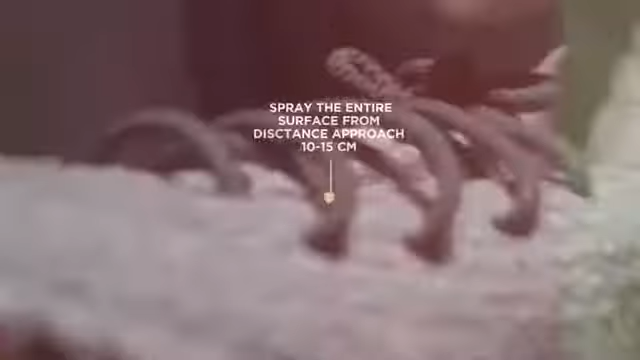 SPRAY THE ENTIRE
SURFACE FROM
DISCTANCE APPROACH
10-15 CM